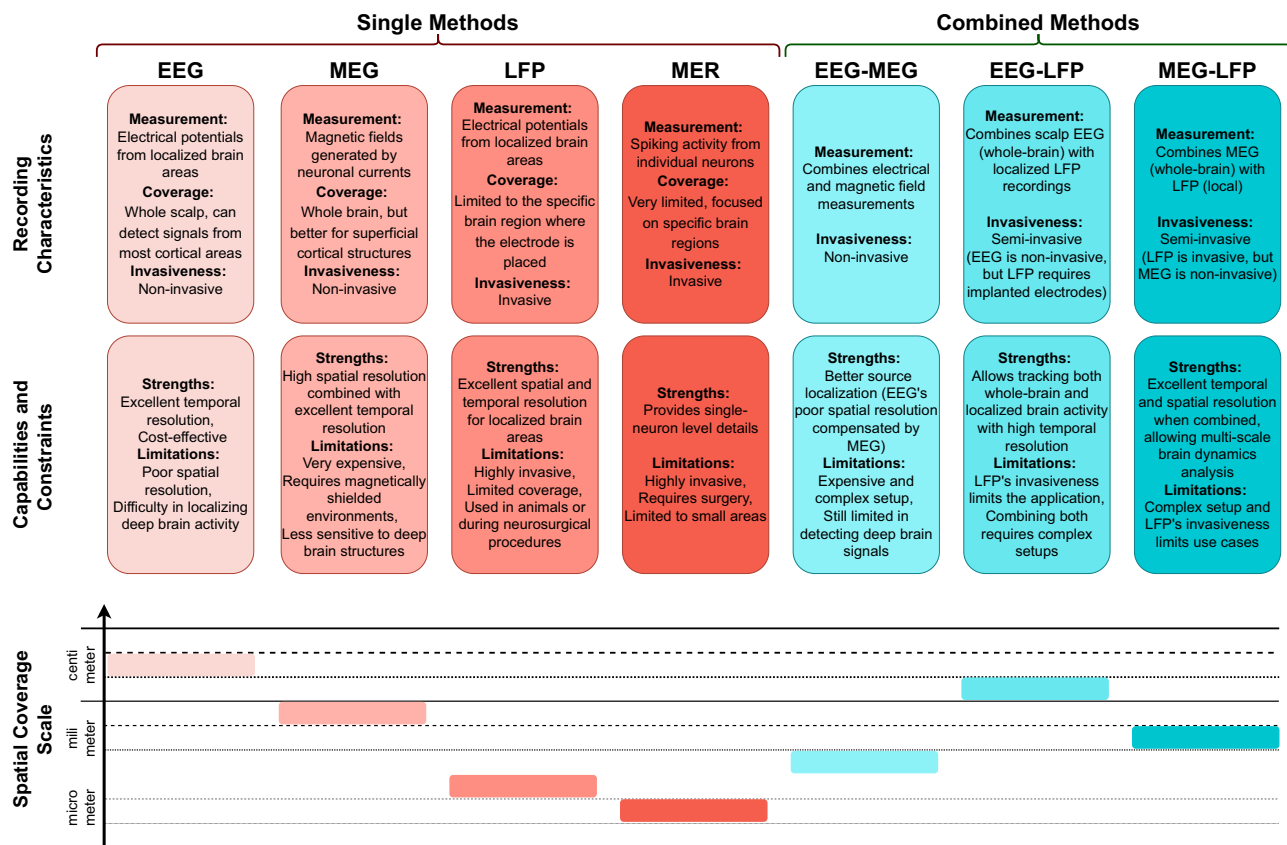 Single Methods
Combined Methods
EEG
MEG
LFP
MER
EEG-MEG
EEG-LFP
MEG-LFP
Recording
Characteristics
Measurement:
Electrical potentials
from localized brain
areas
Coverage:
Whole scalp, can
detect signals from
most cortical areas
Invasiveness:
Non-invasive
Measurement:
Magnetic fields
generated by
neuronal currents
Coverage:
Whole brain, but
better for superficial
cortical structures
Invasiveness:
Non-invasive
Measurement:
Electrical potentials
from localized brain
areas
Coverage:
Limited to the specific
brain region where
the electrode is
placed
Invasiveness:
Invasive
Measurement:
Spiking activity from
individual neurons
Coverage:
Very limited, focused
on specific brain
regions
Invasiveness:
Invasive
Measurement:
Combines electrical
and magnetic field
measurements
Invasiveness:
Non-invasive
Measurement:
Combines scalp EEG
(whole-brain) with
localized LFP
recordings
Invasiveness:
Semi-invasive
(EEG is non-invasive,
but LFP requires
implanted electrodes)
Measurement:
Combines MEG
(whole-brain) with
LFP (local)
Invasiveness:
Semi-invasive
(LFP is invasive, but
MEG is non-invasive)
Capabilities and
Constraints
Strengths:
Excellent temporal
resolution,
Cost-effective
Limitations:
Poor spatial
resolution,
Difficulty in localizing
deep brain activity
Strengths:
High spatial resolution
combined with
excellent temporal
resolution
Limitations:
Very expensive,
Requires magnetically
shielded
environments,
Less sensitive to deep
brain structures
Strengths:
Excellent spatial and
temporal resolution
for localized brain
areas
Limitations:
Highly invasive,
Limited coverage,
Used in animals or
during neurosurgical
procedures
Strengths:
Provides single-
neuron level details
Limitations:
Highly invasive,
Requires surgery,
Limited to small areas
Strengths:
Better source
localization (EEG's
poor spatial resolution
compensated by
MEG)
Limitations:
Expensive and
complex setup,
Still limited in
detecting deep brain
signals
Strengths:
Allows tracking both
whole-brain and
localized brain activity
with high temporal
resolution
Limitations:
LFP's invasiveness
limits the application,
Combining both
requires complex
setups
Strengths:
Excellent temporal
and spatial resolution
when combined,
allowing multi-scale
brain dynamics
analysis
Limitations:
Complex setup and
LFP's invasiveness
limits use cases
Spatial Coverage
Scale
centi
meter
mili
meter
micro
meter